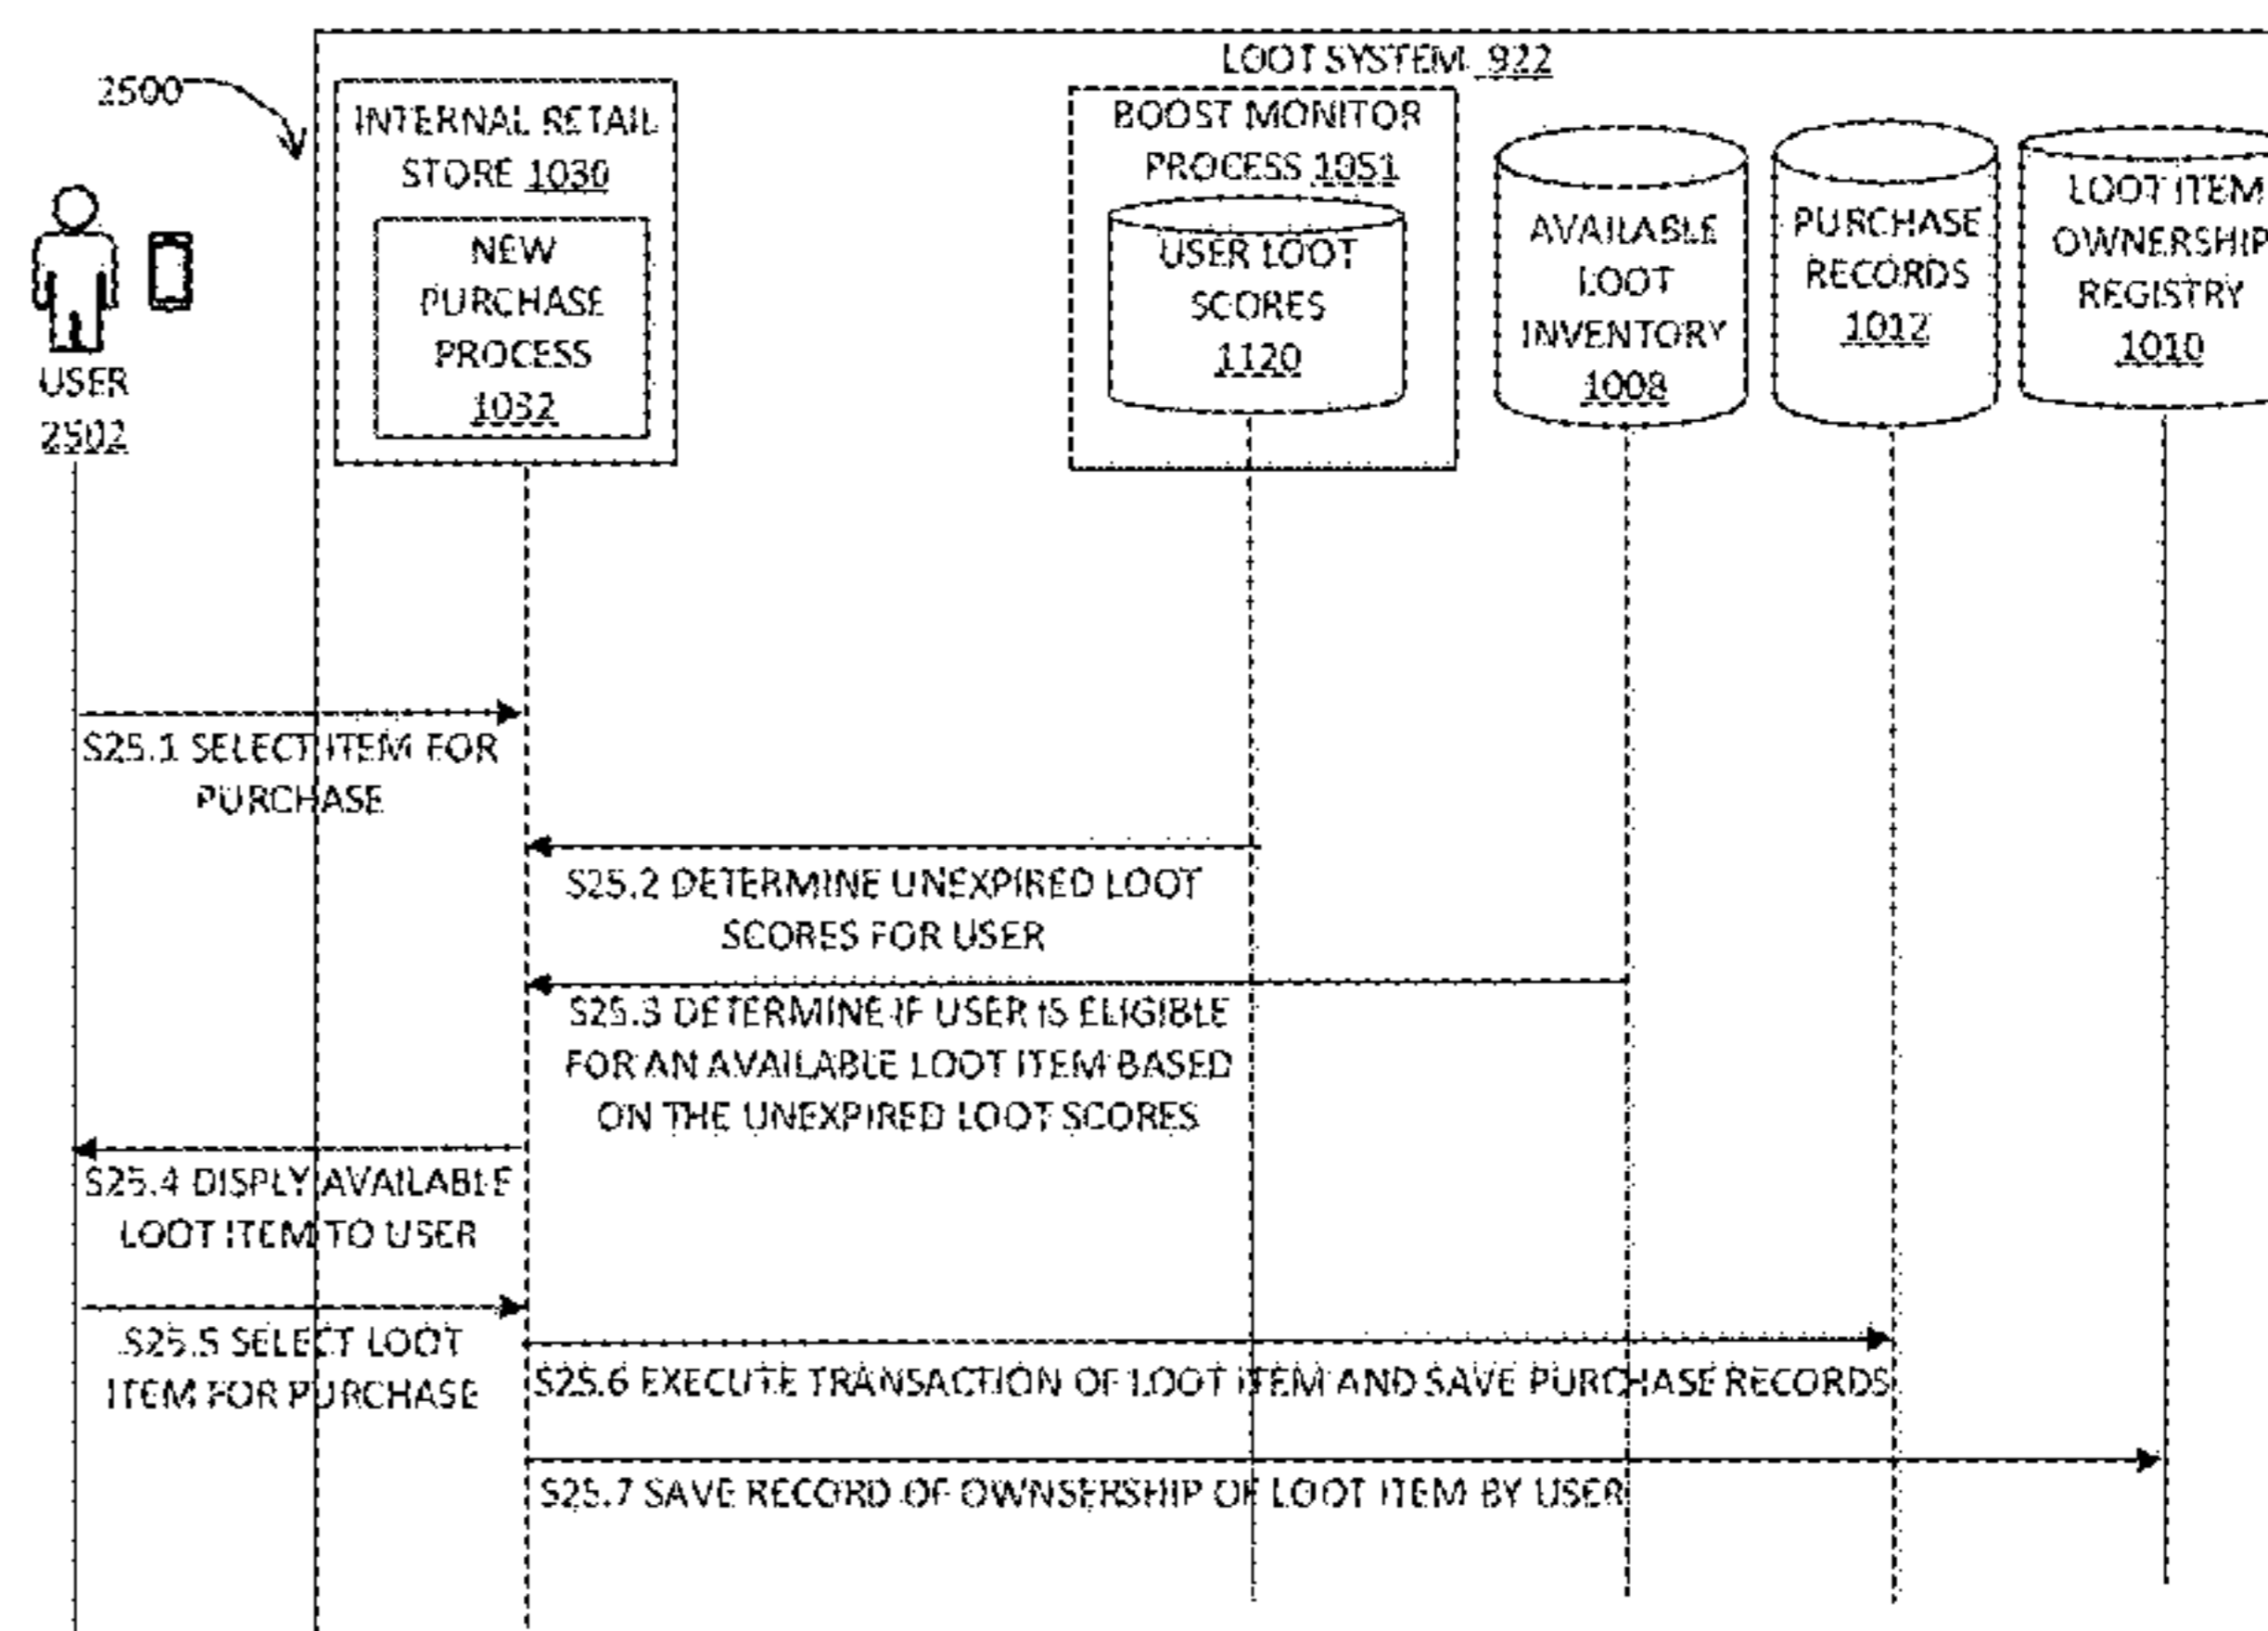 LOOT SYSTEM 922
2500
INTERNAL RETAIL
STORE 1030
NEW
PURCHASE
PROCESS
1032
BOOST MONITOR
PROCESS 1051
USER LOOT
SCORES
1120
AVAILABLE
LOOT
INVENTORY
1008
PURCHASE
RECORDS
1012
LOOT ITEM
OWNERSHIP
REGISTRY
1010
USER
2502
S25.1 SELECT ITEM FOR
PURCHASE
S25.2 DETERMINE UNEXPIRED LOOT
SCORES FOR USER
S25.3 DETERMINE IF USER IS ELIGIBLE
FOR AN AVAILABLE LOOT ITEM BASED
ON THE UNEXPIRED LOOT SCORES
S25.4 DISPLY AVAILABLE
LOOT ITEM TO USER
S25.5 SELECT LOOT
ITEM FOR PURCHASE
S25.6 EXECUTE TRANSACTION OF LOOT ITEM AND SAVE PURCHASE RECORDS
S25.7 SAVE RECORD OF OWNSERSHIP OF LOOT ITEM BY USER